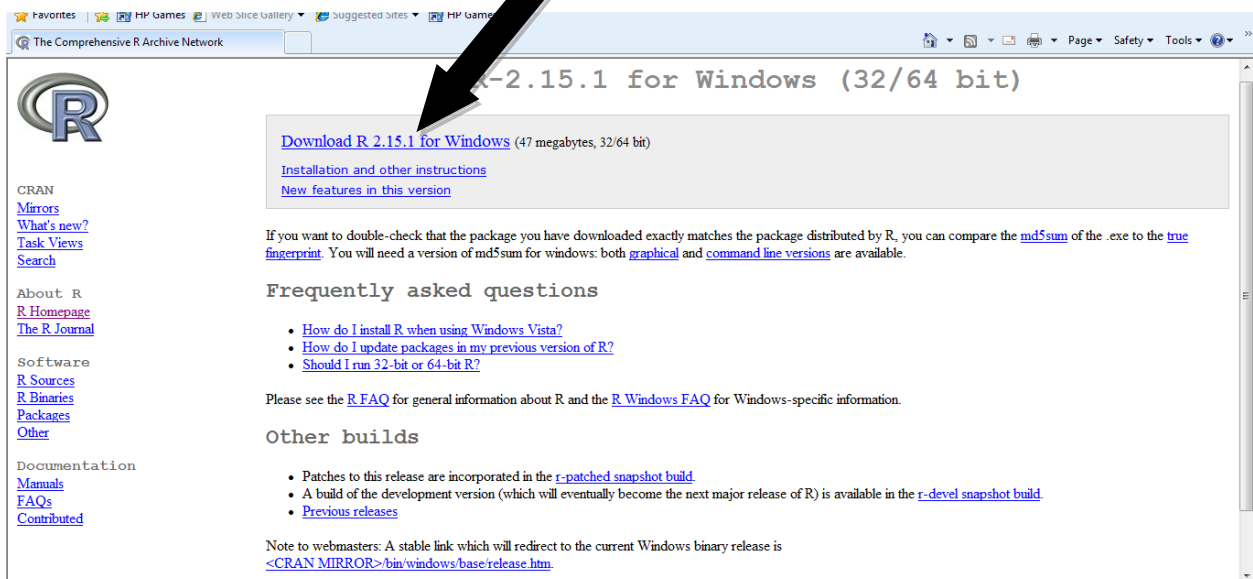 Favorites HP Games Web Slice Gallery Suggested Sites HP Games
The Comprehensive R Archive Network Page Safety Tools
R
R-2.15.1 for Windows (32/64 bit)
Download R 2.15.1 for Windows (47 megabytes, 32/64 bit)
Installation and other instructions
New features in this version
CRAN
Mirrors
What's new?
Task Views
Search
About R
R Homepage
The R Journal
Software
R Sources
R Binaries
Packages
Other
Documentation
Manuals
FAQs
Contributed
If you want to double-check that the package you have downloaded exactly matches the package distributed by R, you can compare the md5sum of the .exe to the true
fingerprint. You will need a version of md5sum for windows: both graphical and command line versions are available.
Frequently asked questions
• How do I install R when using Windows Vista?
• How do I update packages in my previous version of R?
• Should I run 32-bit or 64-bit R?
Please see the R FAQ for general information about R and the R Windows FAQ for Windows-specific information.
Other builds
• Patches to this release are incorporated in the r-patched snapshot build.
• A build of the development version (which will eventually become the next major release of R) is available in the r-devel snapshot build.
• Previous releases
Note to webmasters: A stable link which will redirect to the current Windows binary release is
<CRAN MIRROR>/bin/windows/base/release.htm.